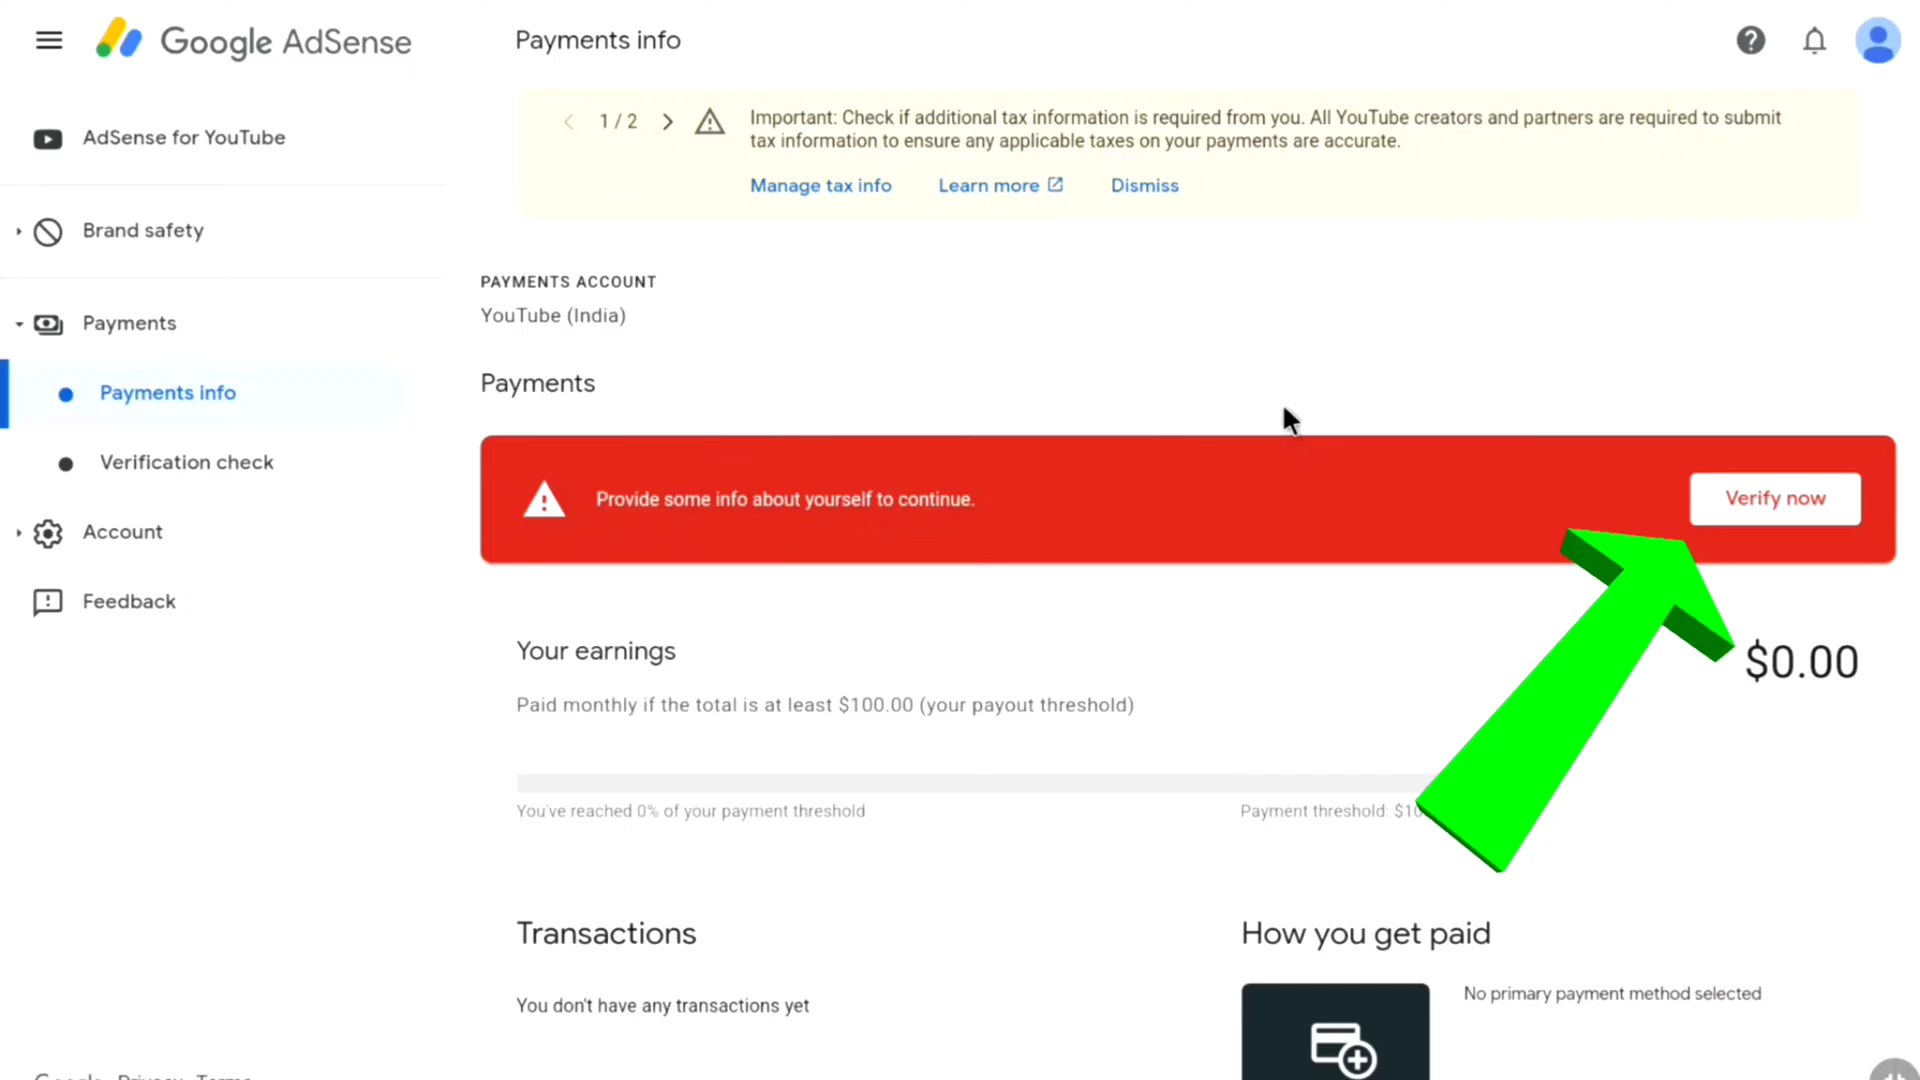 Google AdSense
Payments info
AdSense for YouTube
Brand safety
Payments
Payments info
Verification check
Account
Feedback
1 / 2
Important: Check if additional tax information is required from you. All YouTube creators and partners are required to submit
tax information to ensure any applicable taxes on your payments are accurate.
Manage tax info
Learn more
Dismiss
PAYMENTS ACCOUNT
YouTube (India)
Payments
Provide some info about yourself to continue.
Verify now
Your earnings
$0.00
Paid monthly if the total is at least $100.00 (your payout threshold)
You've reached 0% of your payment threshold
Payment threshold: $10
Transactions
You don't have any transactions yet
How you get paid
No primary payment method selected
Google Privacy Terms